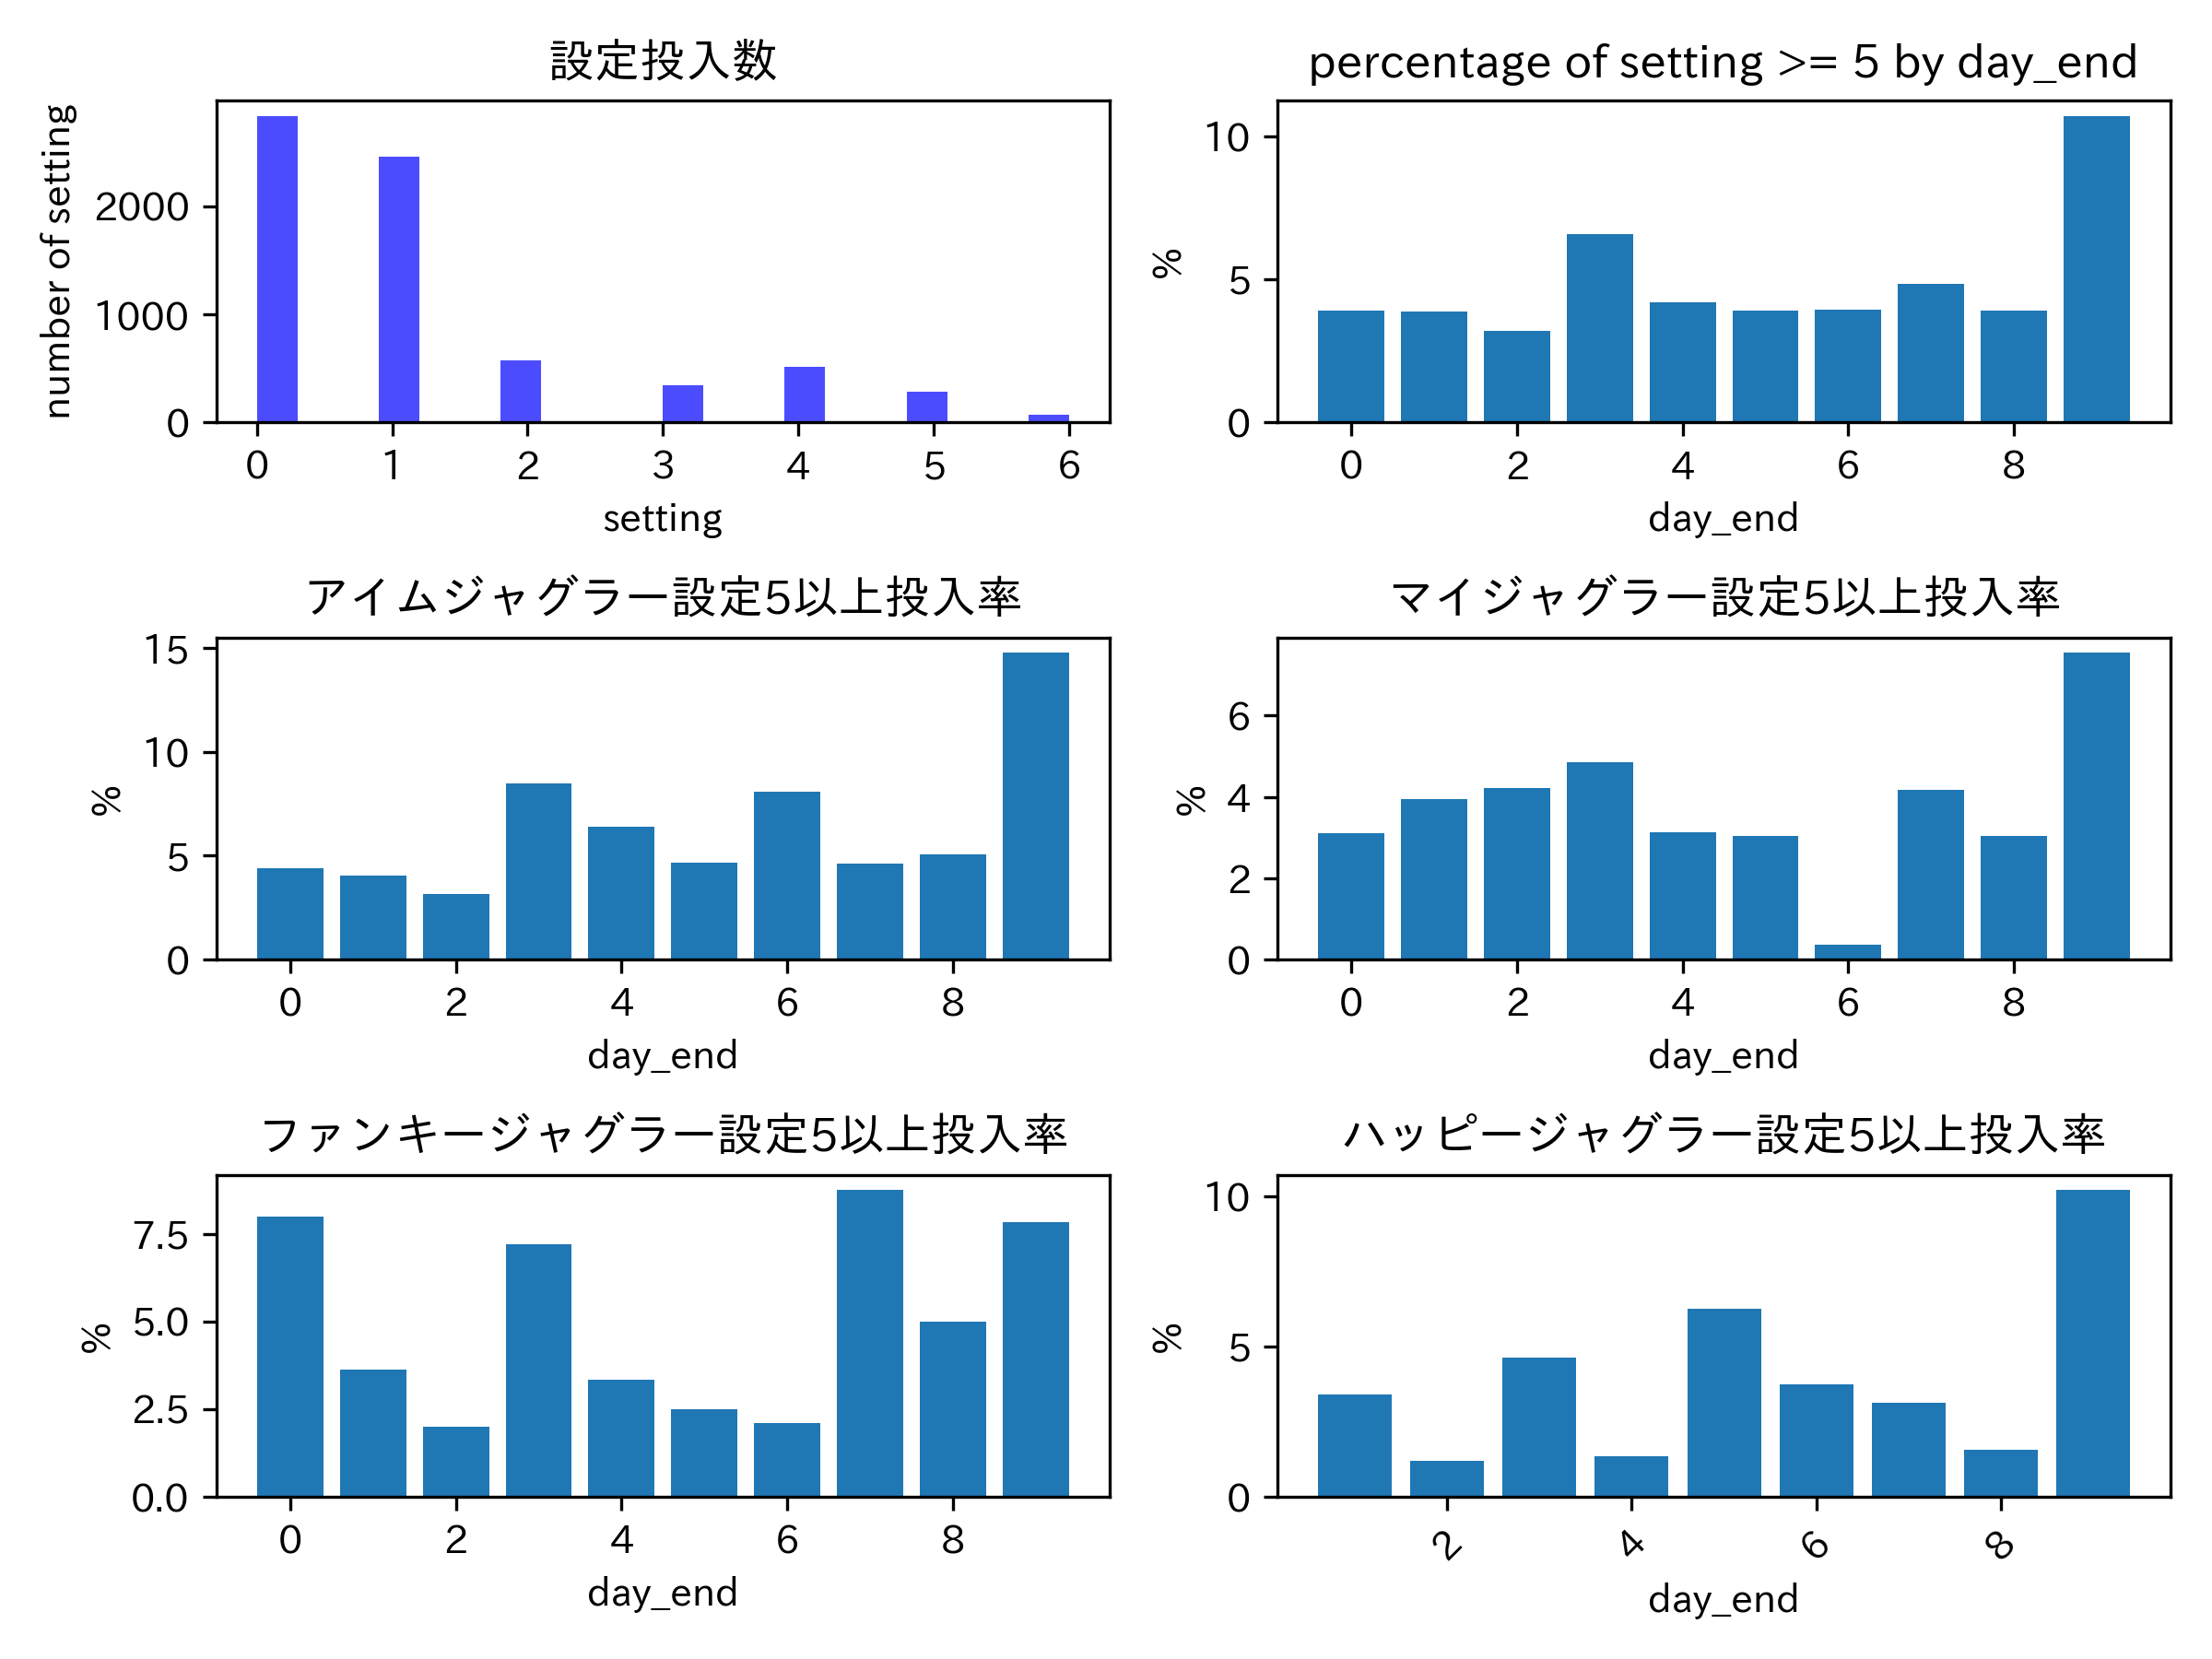 設定投入数
number of setting
2000
1000
0
0 1 2 3 4 5 6
setting
percentage of setting >= 5 by day_end
%
10
5
0
0 2 4 6 8
day_end
アイムジャグラー設定5以上投入率
%
15
10
5
0
0 2 4 6 8
day_end
マイジャグラー設定5以上投入率
%
6
4
2
0
0 2 4 6 8
day_end
ファンキージャグラー設定5以上投入率
%
7.5
5.0
2.5
0.0
0 2 4 6 8
day_end
ハッピージャグラー設定5以上投入率
%
10
5
0
2 4 6 8
day_end